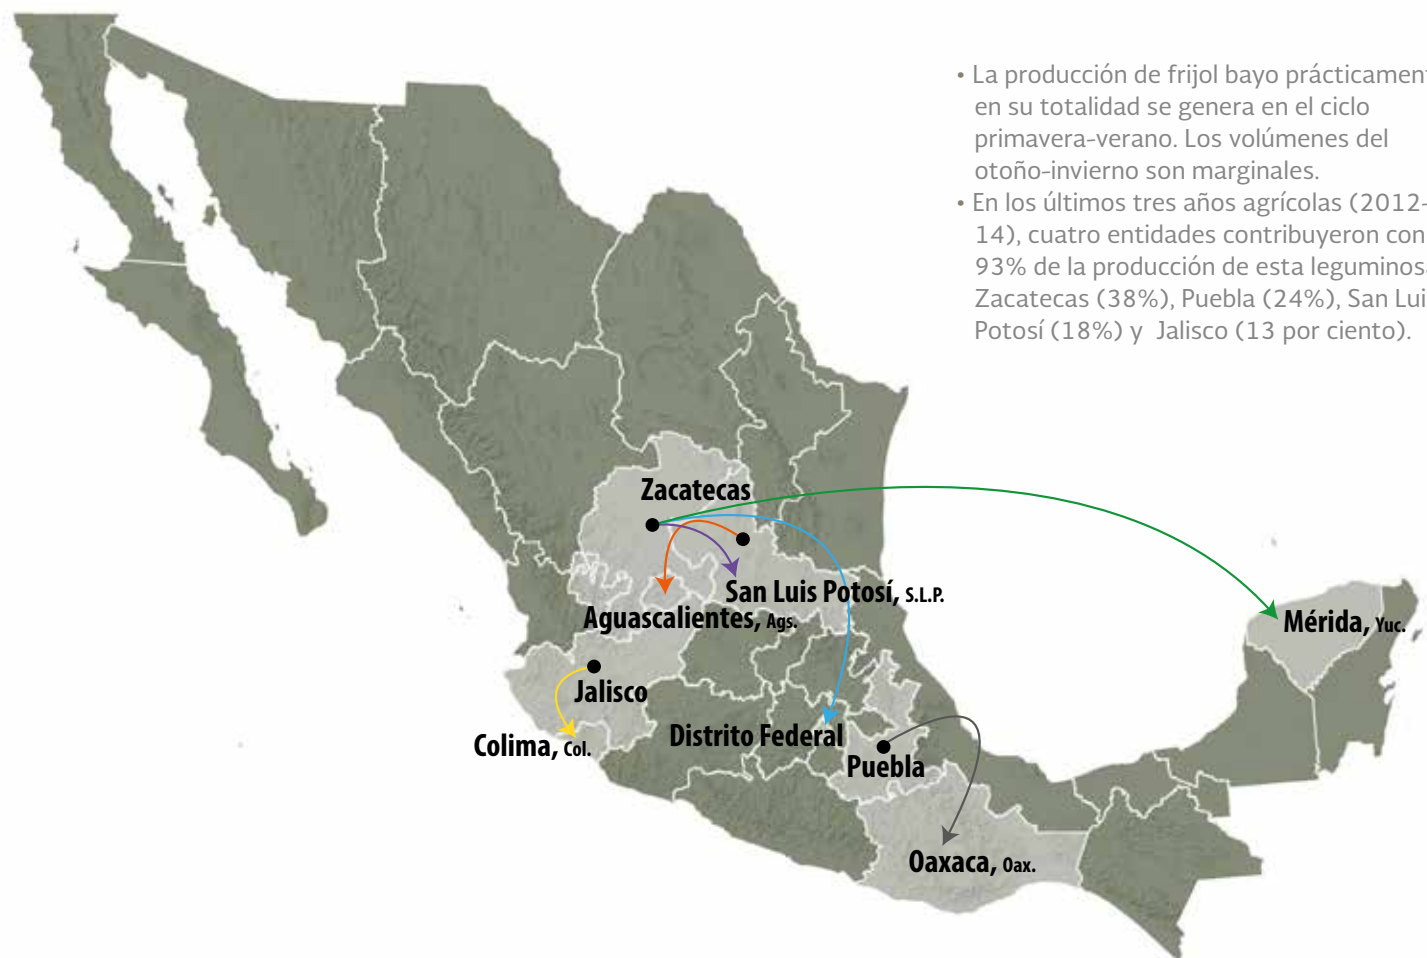 • La producción de frijol bayo prácticament
en su totalidad se genera en el ciclo
primavera-verano. Los volúmenes del
otoño-invierno son marginales.
• En los últimos tres años agrícolas (2012-
14), cuatro entidades contribuyeron con
93% de la producción de esta leguminos
Zacatecas (38%), Puebla (24%), San Lui
Potosí (18%) y Jalisco (13 por ciento).
Zacatecas
San Luis Potosí, S.L.P.
Aguascalientes, Ags.
Mérida, Yuc.
Jalisco
Colima, Col.
Distrito Federal
Puebla
Oaxaca, Oax.